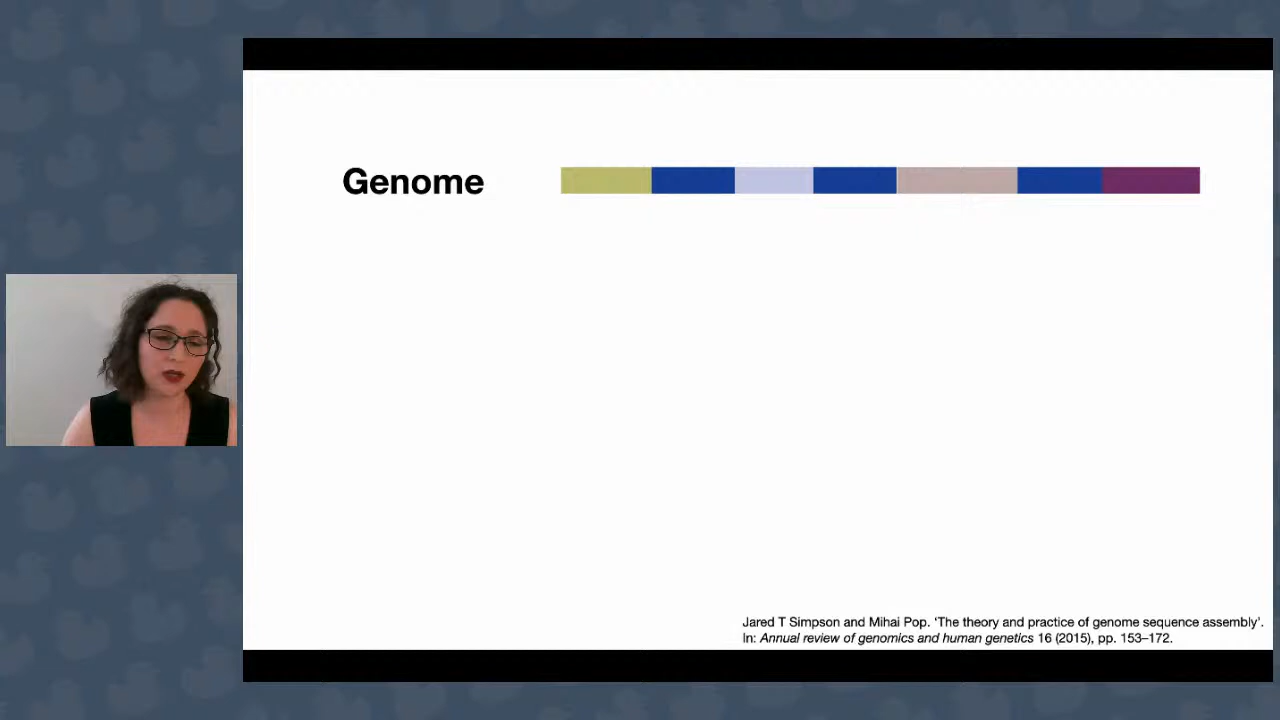 Genome
Jared T Simpson and Mihai Pop. ‘The theory and practice of genome sequence assembly’.
In: Annual review of genomics and human genetics 16 (2015), pp. 153–172.